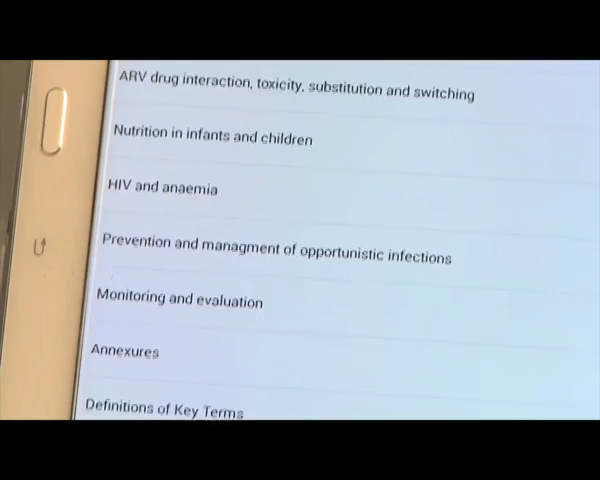 ARV drug interaction, toxicity, substitution and switching
Nutrition in infants and children
HIV and anaemia
Prevention and managment of opportunistic infections
Monitoring and evaluation
Annexures
Definitions of Key Terms